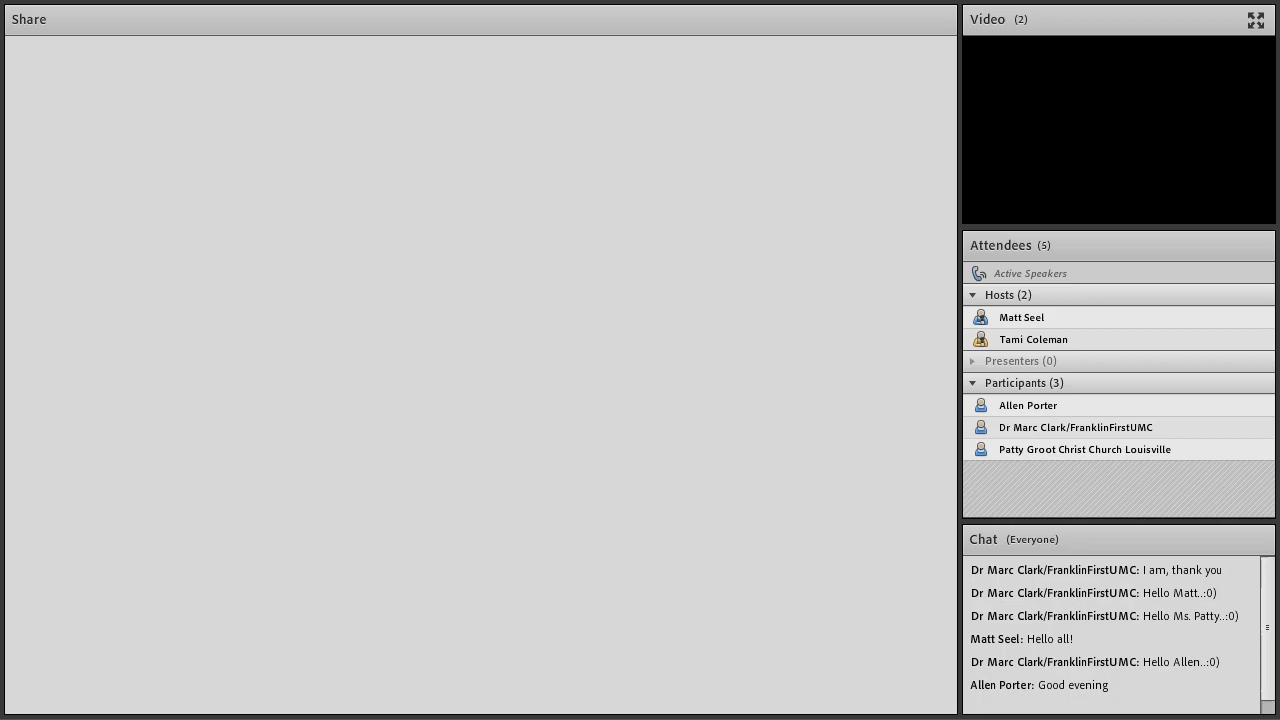 Share
Video (2)
Attendees (5)
Active Speakers
Hosts (2)
Matt Seel
Tami Coleman
Presenters (0)
Participants (3)
Allen Porter
Dr Marc Clark/FranklinFirstUMC
Patty Groot Christ Church Louisville
Chat (Everyone)
Dr Marc Clark/FranklinFirstUMC: I am, thank you
Dr Marc Clark/FranklinFirstUMC: Hello Matt..:0)
Dr Marc Clark/FranklinFirstUMC: Hello Ms. Patty..:0)
Matt Seel: Hello all!
Dr Marc Clark/FranklinFirstUMC: Hello Allen..:0)
Allen Porter: Good evening